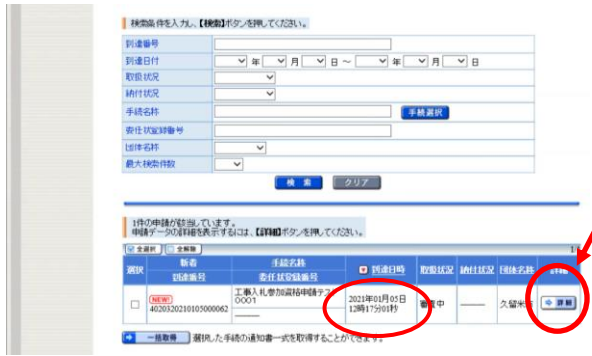 検索条件を入力し、【検索】ボタンを押してください。
到達番号
到達日付 年 月 日 ~ 年 月 日
取扱状況
納付状況
手続名称 手続選択
委任状記録番号
団体名称
最大検索件数
検 索 クリア
1件の申請が該当しています。
申請データの詳細を表示するには、【詳細】ボタンを押してください。
全選択 全解除 1/
選択 新着 手続名称 到達日時 取扱状況 納付状況 団体名称 詳細
到達番号 委任状記録番号
NEW! 工事入札参加資格申請テス 2021年01月05日 審査中 ―― 久留米 詳細
4020320210105000062 0001 12時17分01秒
――
一括取得 選択した手続の通知書一式を取得することができます。